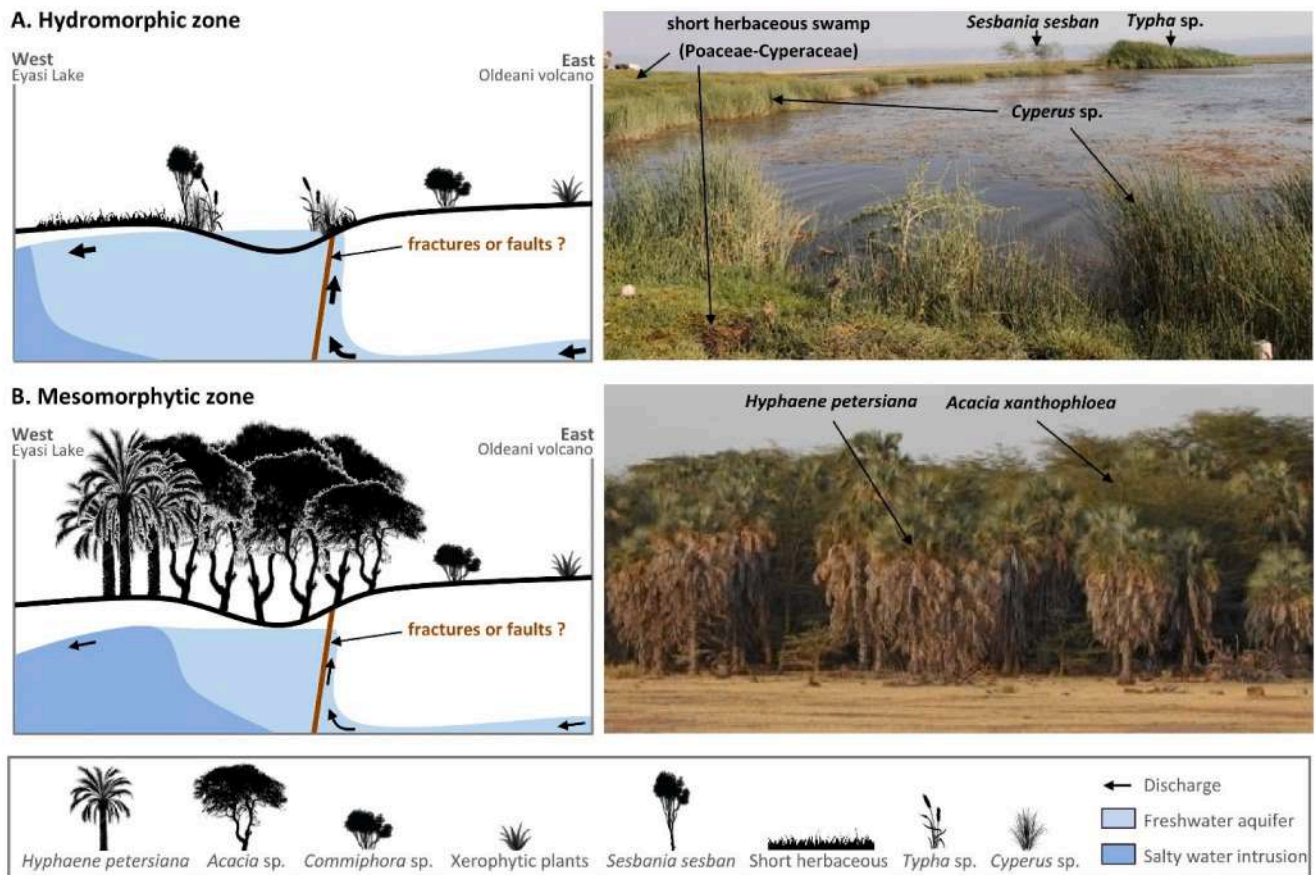 A. Hydromorphic zone
West
Eyasi Lake
East
Oldeani volcano
fractures or faults ?
short herbaceous swamp
(Poaceae-Cyperaceae)
Sesbania sesban
Typha sp.
Cyperus sp.
B. Mesomorphytic zone
West
Eyasi Lake
East
Oldeani volcano
fractures or faults ?
Hyphaene petersiana
Acacia xanthophloea
Hyphaene petersiana
Acacia sp.
Commiphora sp.
Xerophytic plants
Sesbania sesban
Short herbaceous
Typha sp.
Cyperus sp.
Discharge
Freshwater aquifer
Salty water intrusion